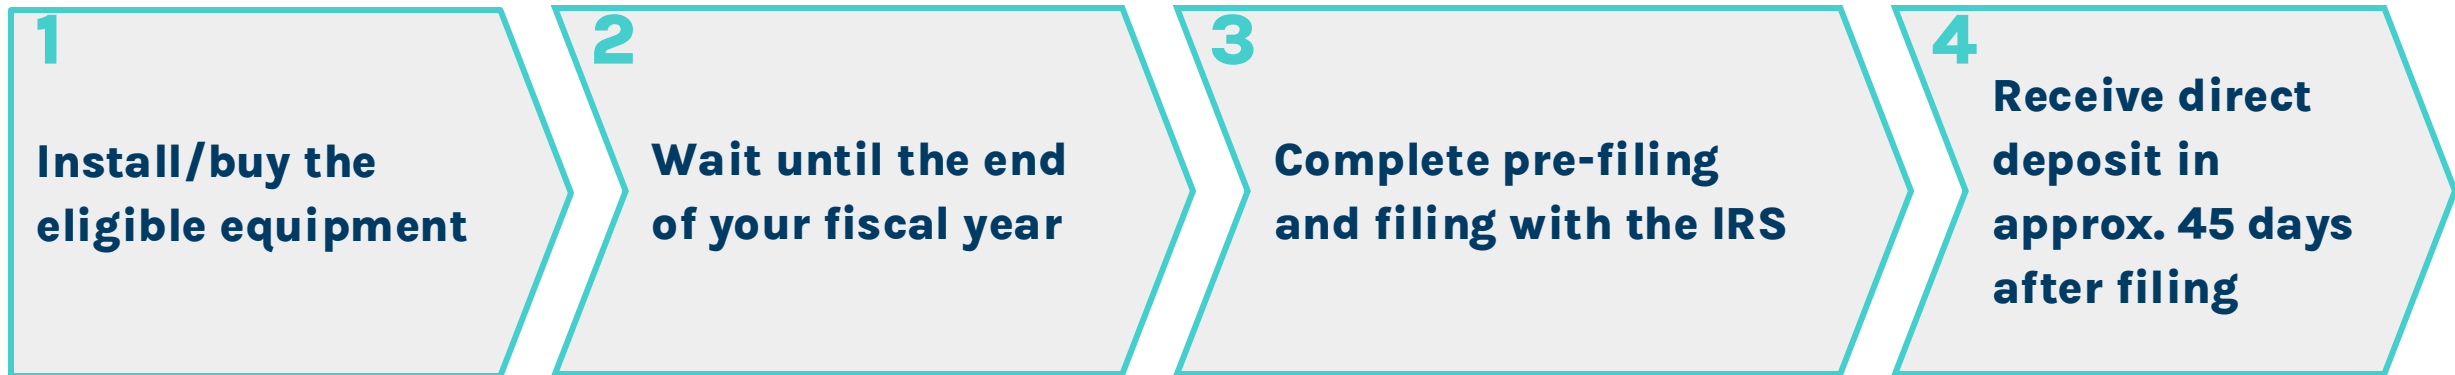 1
Install/buy the
eligible equipment
2
Wait until the end
of your fiscal year
3
Complete pre-filing
and filing with the IRS
4
Receive direct
deposit in
approx. 45 days
after filing